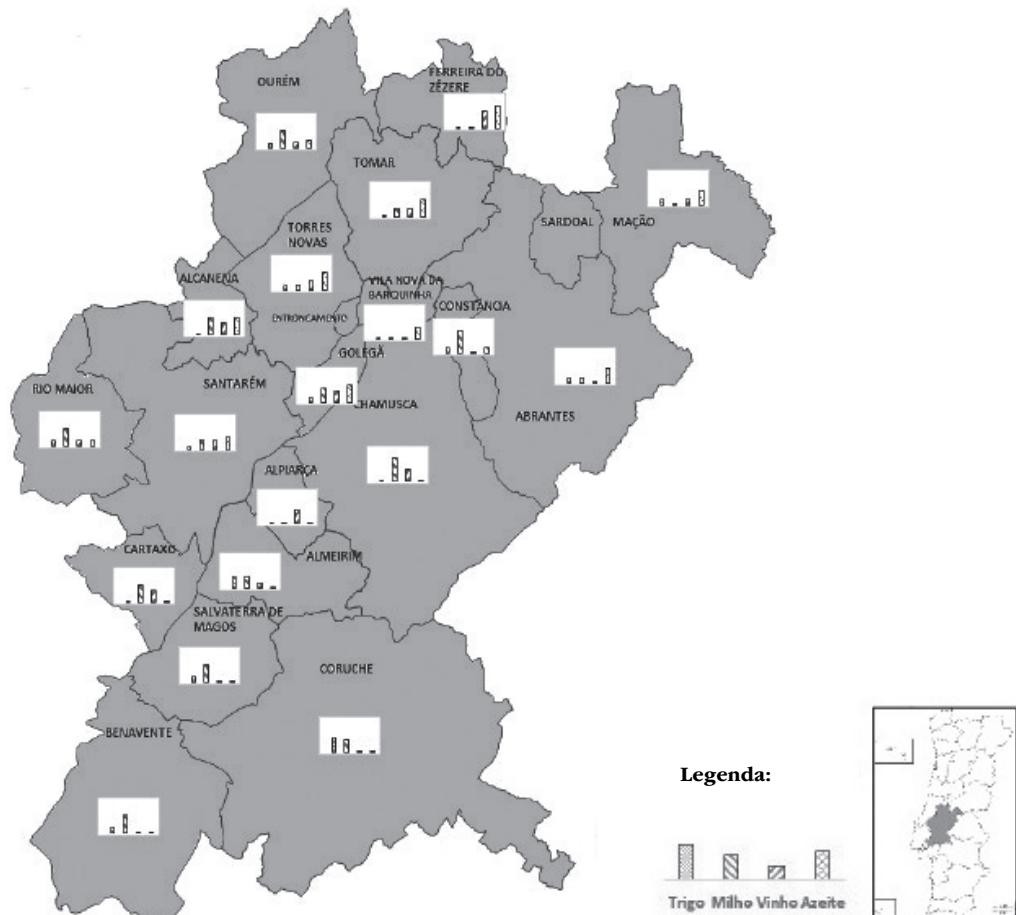 OURÉM
FERREIRA DO
ZÊZERE
TOMAR
SARDOAL
MAÇÃO
TORRES
NOVAS
ALCANENA
VILA NOVA DA
BARQUINHA
CONSTÂNCIA
ENTRONCAMENTO
GOLEGÃ
RIO MAIOR
SANTARÉM
CHAMUSCA
ABRANTES
ALPIARÇA
CARTAXO
ALMEIRIM
SALVATERRA DE
MAGOS
CORUCHE
BENAVENTE
Legenda:
Trigo Milho Vinho Azeite